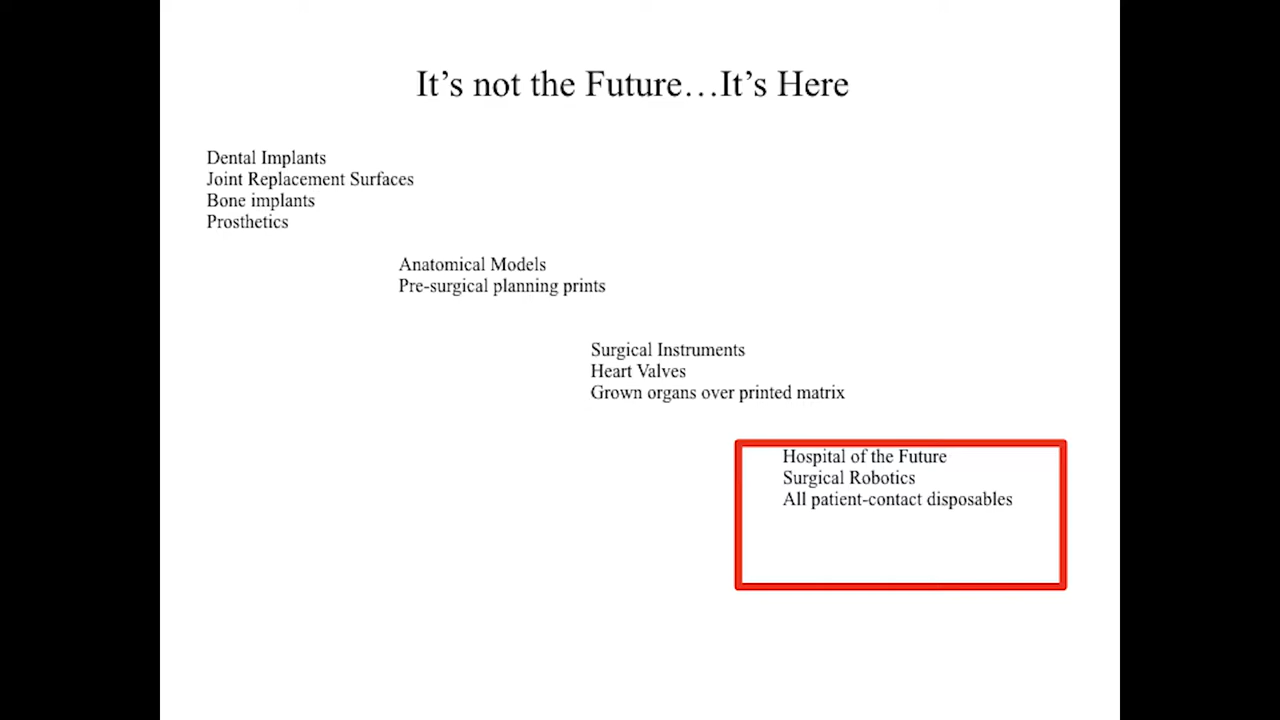 It’s not the Future…It’s Here
Dental Implants
Joint Replacement Surfaces
Bone implants
Prosthetics
Anatomical Models
Pre-surgical planning prints
Surgical Instruments
Heart Valves
Grown organs over printed matrix
Hospital of the Future
Surgical Robotics
All patient-contact disposables